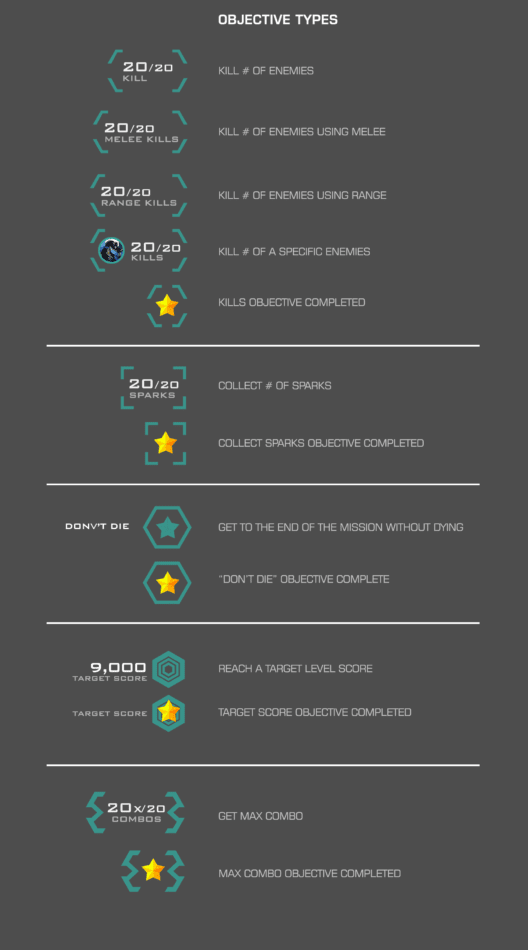 OBJECTIVE TYPES
20/20
KILL
KILL # OF ENEMIES
20/20
MELEE KILLS
KILL # OF ENEMIES USING MELEE
20/20
RANGE KILLS
KILL # OF ENEMIES USING RANGE
20/20
KILLS
KILL # OF A SPECIFIC ENEMIES
KILLS OBJECTIVE COMPLETED
20/20
SPARKS
COLLECT # OF SPARKS
COLLECT SPARKS OBJECTIVE COMPLETED
DONV'T DIE
GET TO THE END OF THE MISSION WITHOUT DYING
“DON'T DIE” OBJECTIVE COMPLETE
9,000
TARGET SCORE
REACH A TARGET LEVEL SCORE
TARGET SCORE
TARGET SCORE OBJECTIVE COMPLETED
20X/20
COMBOS
GET MAX COMBO
MAX COMBO OBJECTIVE COMPLETED